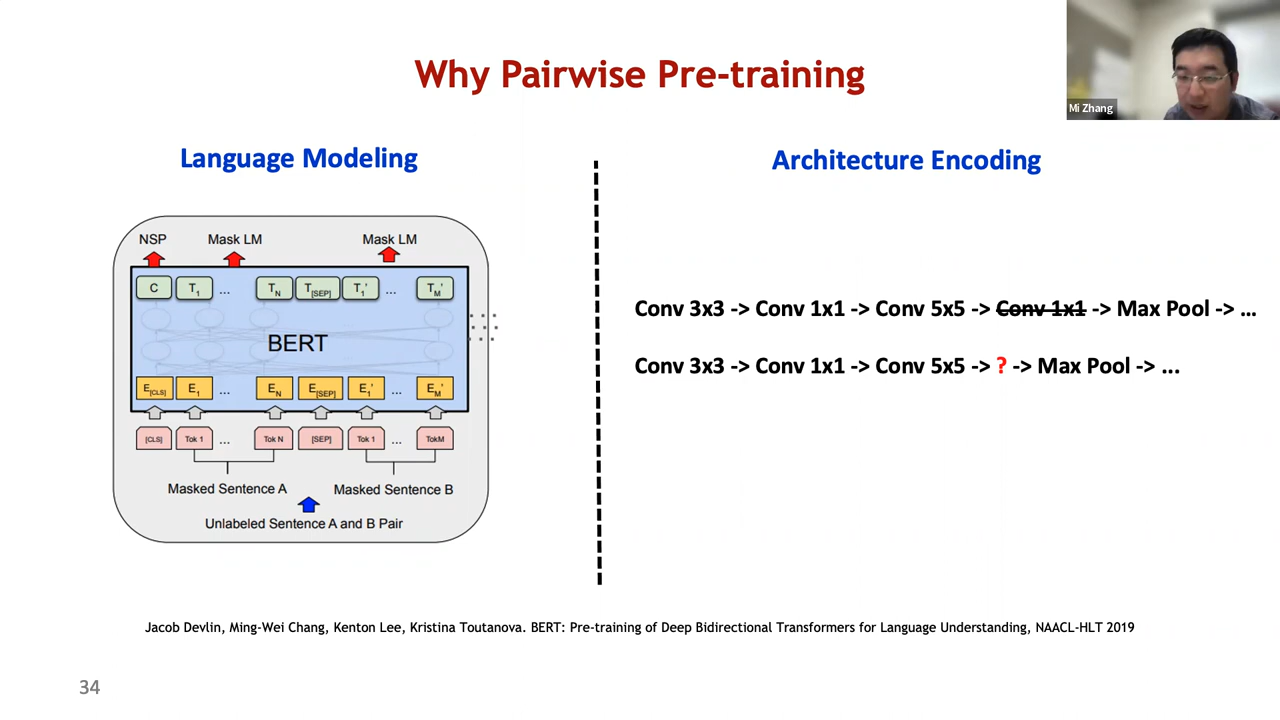 Why Pairwise Pre-training
Mi Zhang
Language Modeling
Architecture Encoding
NSP Mask LM Mask LM
C T1 ... TN T[SEP] T1' ... TM'
BERT
E[CLS] E1 ... EN E[SEP] E1' ... EM'
[CLS] Tok 1 ... Tok N [SEP] Tok 1 ... TokM
Masked Sentence A Masked Sentence B
Unlabeled Sentence A and B Pair
Conv 3x3 -> Conv 1x1 -> Conv 5x5 -> Conv 1x1 -> Max Pool -> ...
Conv 3x3 -> Conv 1x1 -> Conv 5x5 -> ? -> Max Pool -> ...
Jacob Devlin, Ming-Wei Chang, Kenton Lee, Kristina Toutanova. BERT: Pre-training of Deep Bidirectional Transformers for Language Understanding, NAACL-HLT 2019
34